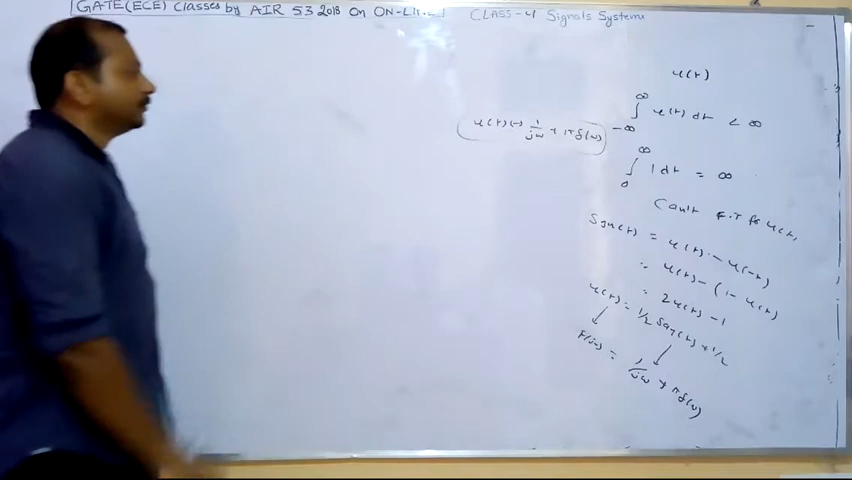 GATE(ECE) Classes by AIR 53 2018 on ON-LINE
CLASS-4 Signals Systems
u(t)
∫_{-∞}^{∞} u(t) dt < ∞
u(t) ↔ 1/jω + πδ(ω)
∫_{0}^{∞} 1 dt = ∞
Can't F.T for u(t)
Sgn(t) = u(t) - u(-t)
= u(t) - (1 - u(t))
= 2u(t) - 1
u(t) = 1/2 Sgn(t) + 1/2
F(jω) = 1/jω + πδ(ω)